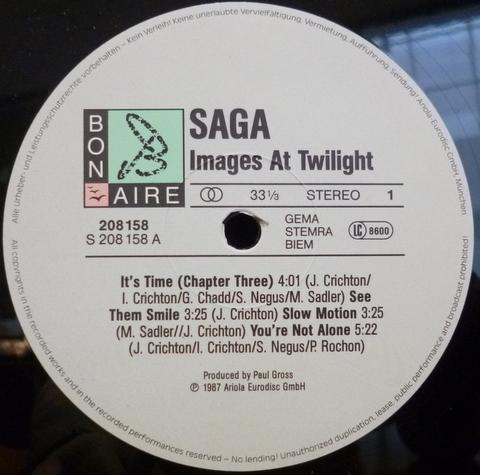 Alle Urheber- und Leistungsschutzrechte vorbehalten – Kein Verleih! Keine unerlaubte Vervielfältigung, Vermietung, Aufführung, Sendung! Ariola-Eurodisc GmbH, München
BON
AIRE
SAGA
Images At Twilight
33⅓ STEREO 1
208158
S 208 158 A
GEMA
STEMRA
BIEM
LC 8600
It's Time (Chapter Three) 4:01 (J. Crichton/
I. Crichton/G. Chadd/S. Negus/M. Sadler) See
Them Smile 3:25 (J. Crichton) Slow Motion 3:25
(M. Sadler//J. Crichton) You're Not Alone 5:22
(J. Crichton/I. Crichton/S. Negus/P. Rochon)
Produced by Paul Gross
℗ 1987 Ariola Eurodisc GmbH
All copyrights in the recorded works and in the recorded performances reserved – No lending! Unauthorized duplication, lease, public performance and broadcast prohibited!